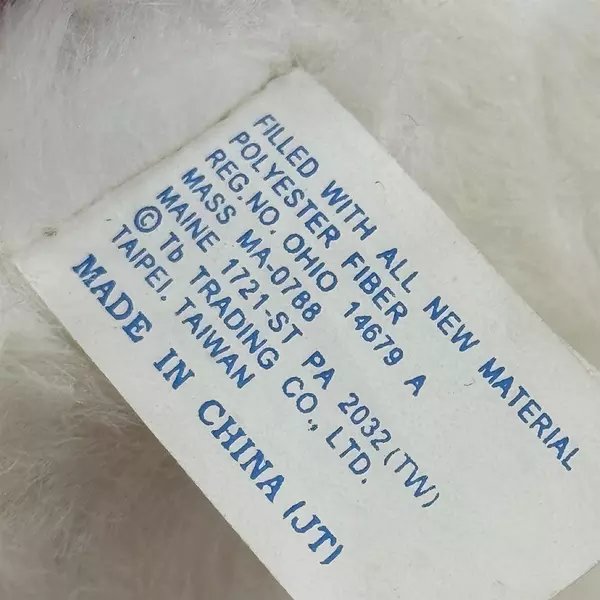 FILLED WITH ALL NEW MATERIAL
POLYESTER FIBER
REG.NO. OHIO 14679 A
MASS MA-0788
MAINE 1721-ST PA 2032(TW)
© Tb TRADING CO., LTD.
TAIPEI. TAIWAN
MADE IN CHINA(JT)